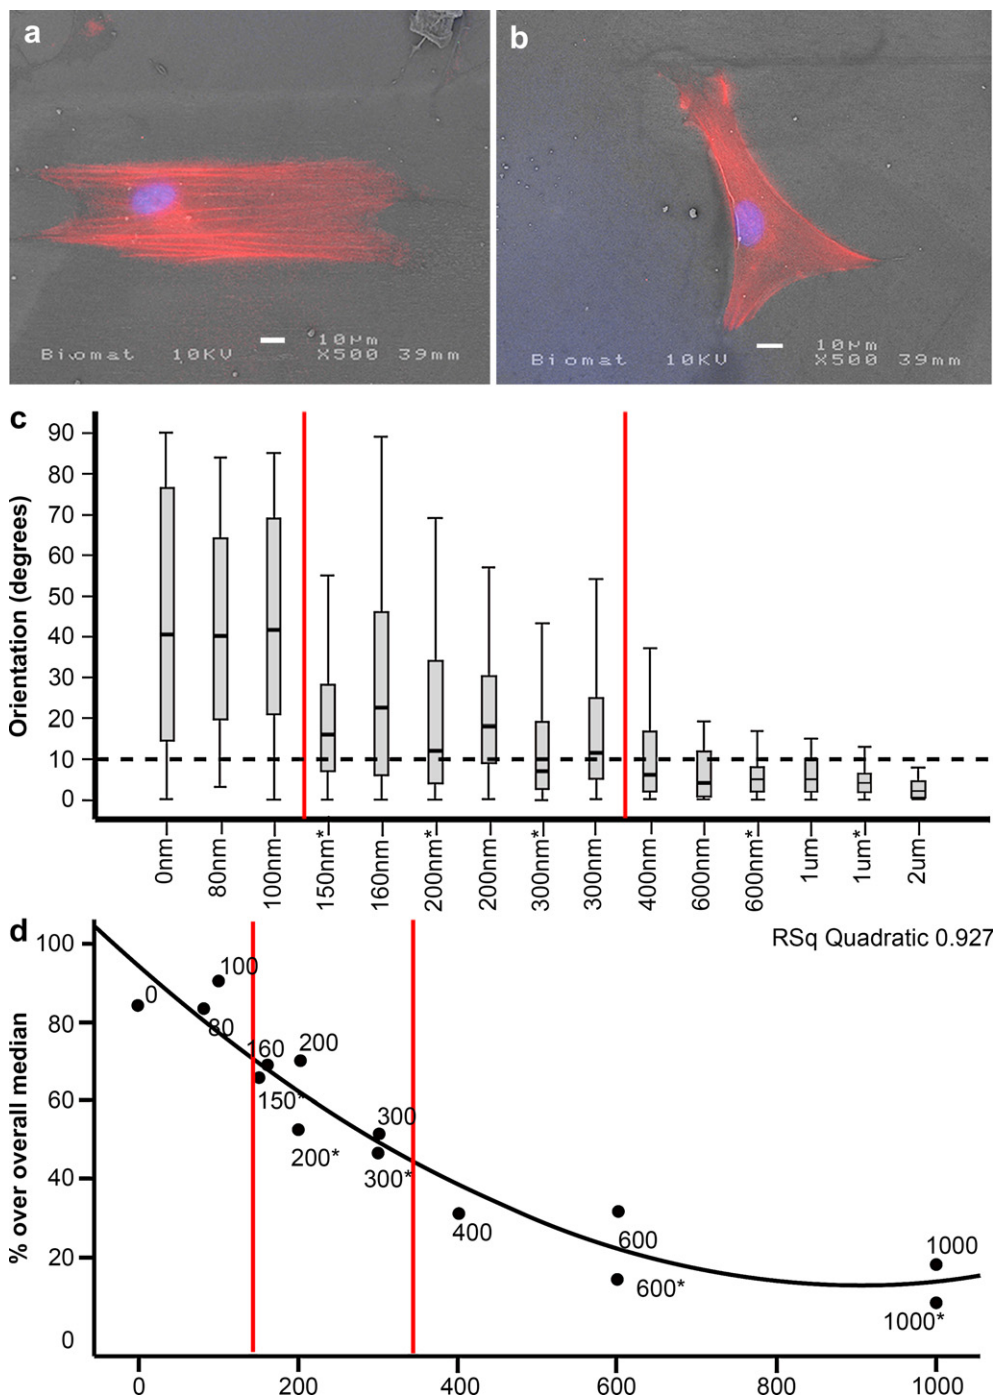 a
10µm
Biomat 10KV X500 39mm
b
10µm
Biomat 10KV X500 39mm
c
Orientation (degrees)
90
80
70
60
50
40
30
20
10
0
0nm
80nm
100nm
150nm*
160nm
200nm*
200nm
300nm*
300nm
400nm
600nm
600nm*
1um
1um*
2um
d
RSq Quadratic 0.927
% over overall median
100
80
60
40
20
0
0
80
100
160
150*
200
200*
300
300*
400
600
600*
1000
1000*
0 200 400 600 800 1000